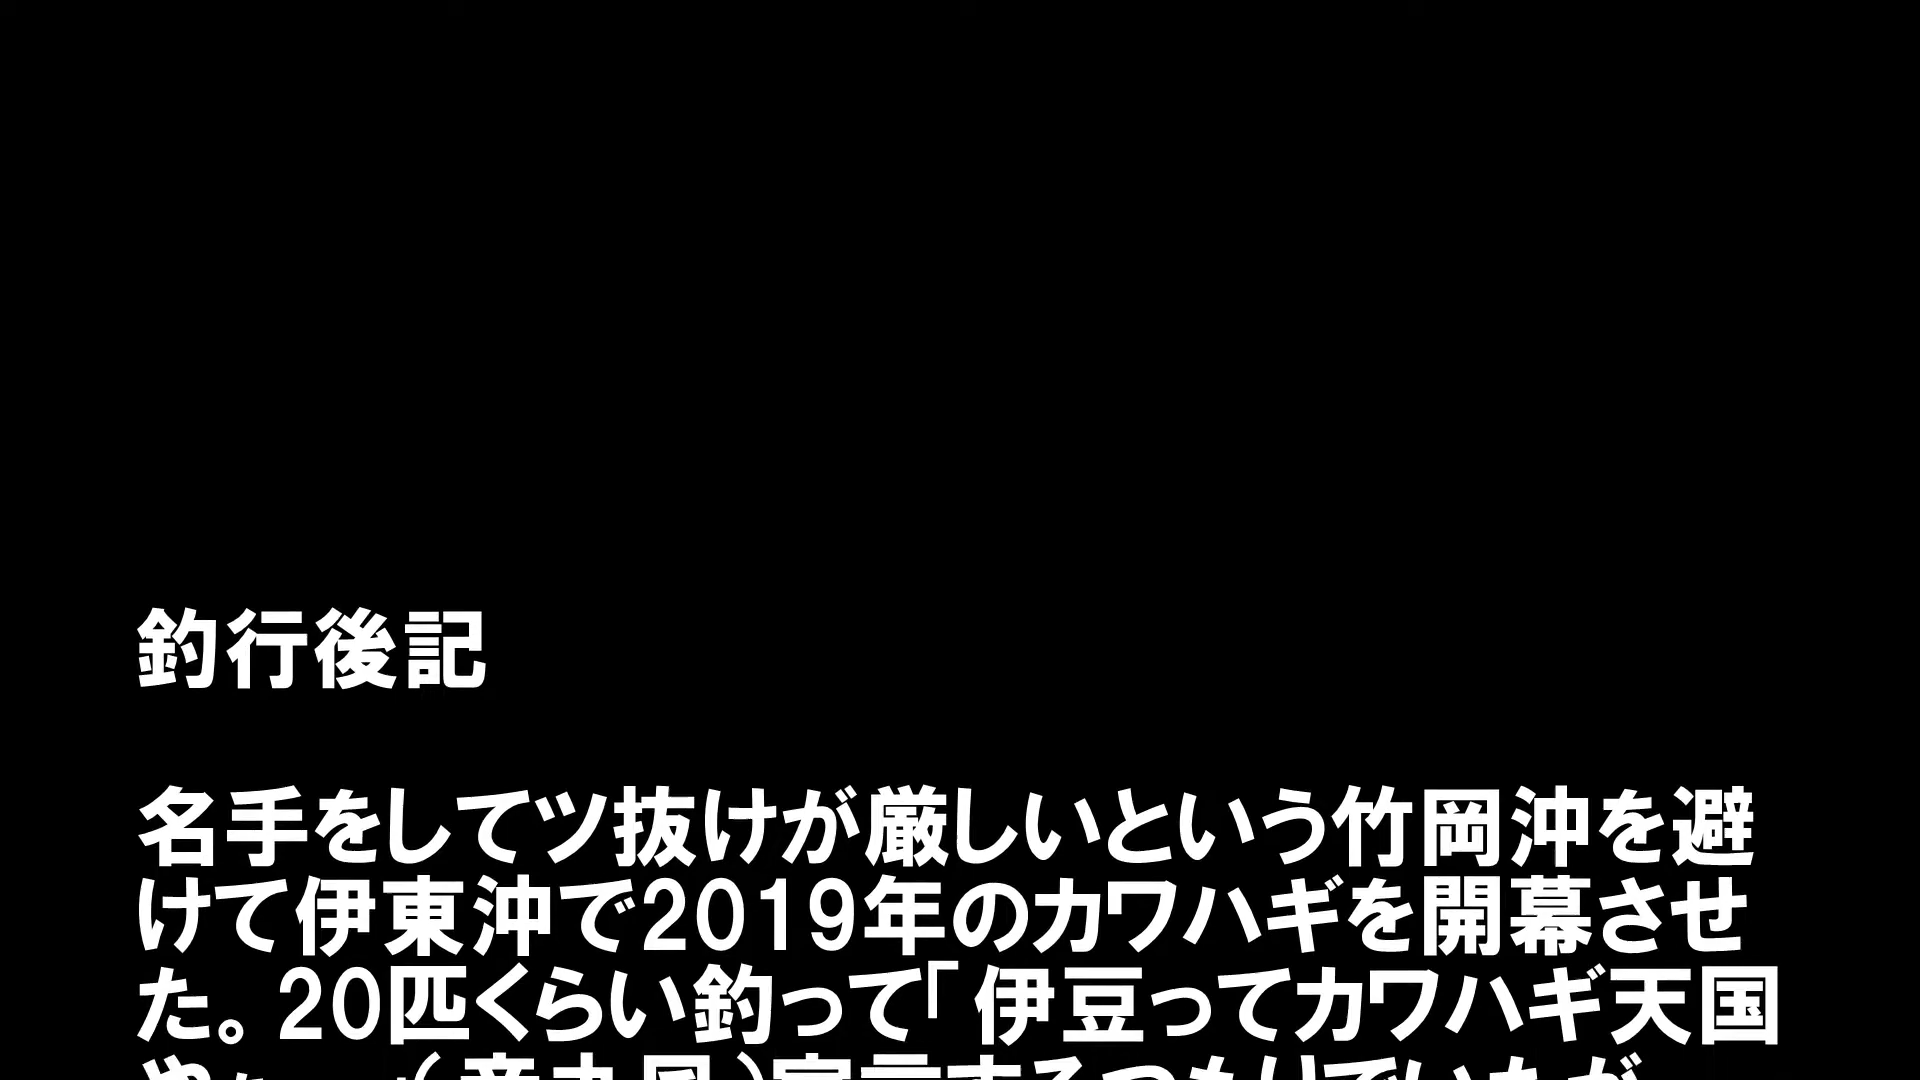 釣行後記
名手をしてツ抜けが厳しいという竹岡沖を避
けて伊東沖で2019年のカワハギを開幕させ
た。20匹くらい釣って「伊豆ってカワハギ天国